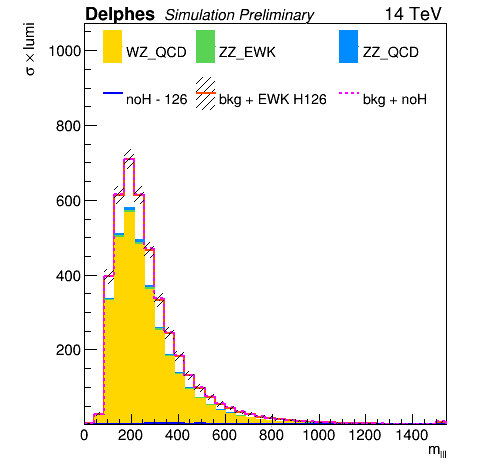 Delphes Simulation Preliminary 14 TeV
σ × lumi
WZ_QCD ZZ_EWK ZZ_QCD
noH - 126 bkg + EWK H126 bkg + noH
1000
800
600
400
200
0 200 400 600 800 1000 1200 1400
m_lll